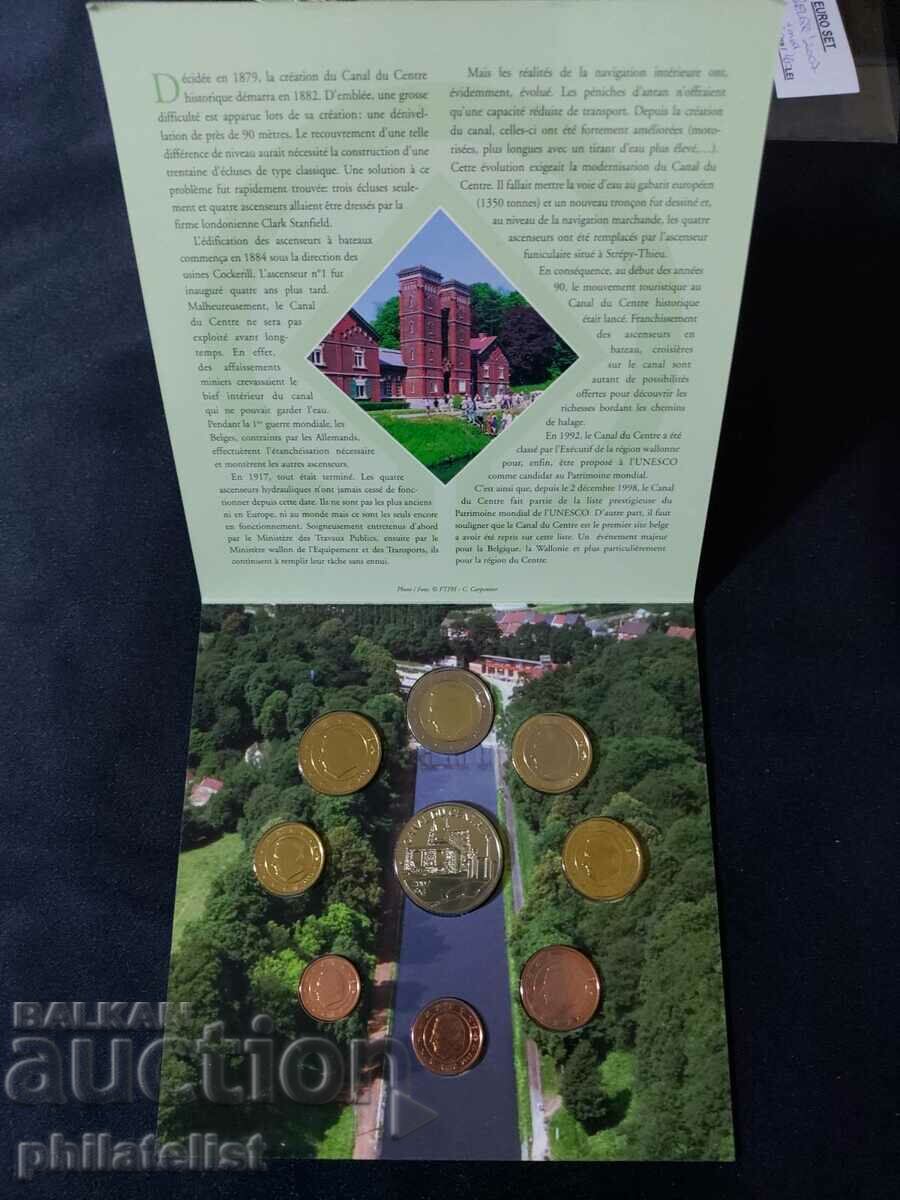 EURO SET
Décidée en 1879, la création du Canal du Centre
historique démarra en 1882. D'emblée, une grosse
difficulté est apparue lors de sa création: une dénivel-
lation de près de 90 mètres. Le recouvrement d'une telle
différence de niveau aurait nécessité la construction d'une
trentaine d'écluses de type classique. Une solution à ce
problème fut rapidement trouvée: trois écluses seule-
ment et quatre ascenseurs allaient être dressés par la
firme londonienne Clark Stanfield.
L'édification des ascenseurs à bateaux
commença en 1884 sous la direction des
usines Cockerill. L'ascenseur n°1 fut
inauguré quatre ans plus tard.
Malheureusement, le Canal
du Centre ne sera pas
exploité avant long-
temps. En effet,
des affaissements
miniers crevassaient le
bief intérieur du canal
qui ne pouvait garder l'eau.
Pendant la 1re guerre mondiale, les
Belges, contraints par les Allemands,
effectuèrent l'étanchéisation nécessaire
et montèrent les autres ascenseurs.
En 1917, tout était terminé. Les quatre
ascenseurs hydrauliques n'ont jamais cessé de fonc-
tionner depuis cette date. Ils ne sont pas les plus anciens
ni en Europe, ni au monde mais ce sont les seuls encore
en fonctionnement. Soigneusement entretenus d'abord
par le Ministère des Travaux Publics, ensuite par le
Ministère wallon de l'Equipement et des Transports, ils
continuent à remplir leur tâche sans ennui.
Mais les réalités de la navigation intérieure ont,
évidemment, évolué. Les péniches d'antan n'offraient
qu'une capacité réduite de transport. Depuis la création
du canal, celles-ci ont été fortement améliorées (moto-
risées, plus longues avec un tirant d'eau plus élevé,...).
Cette évolution exigeait la modernisation du Canal du
Centre. Il fallait mettre la voie d'eau au gabarit européen
(1350 tonnes) et un nouveau tronçon fut dessiné et,
au niveau de la navigation marchande, les quatre
ascenseurs ont été remplacés par l'ascenseur
funiculaire situé à Strépy-Thieu.
En conséquence, au début des années
90, le mouvement touristique au
Canal du Centre historique
était lancé. Franchissement
des ascenseurs en
bateau, croisières
sur le canal sont
autant de possibilités
offertes pour découvrir les
richesses bordant les chemins
de halage.
En 1992, le Canal du Centre a été
classé par l'Exécutif de la région wallonne
pour, enfin, être proposé à l'UNESCO
comme candidat au Patrimoine mondial.
C'est ainsi que, depuis le 2 décembre 1998, le Canal
du Centre fait partie de la liste prestigieuse du
Patrimoine mondial de l'UNESCO. D'autre part, il faut
souligner que le Canal du Centre est le premier site belge
a avoir été repris sur cette liste. Un événement majeur
pour la Belgique, la Wallonie et plus particulièrement
pour la région du Centre.
Photo / Foto: © FTPH - C. Carpentier
CANAL DU CENTRE
BALKAN
auction
philatelist